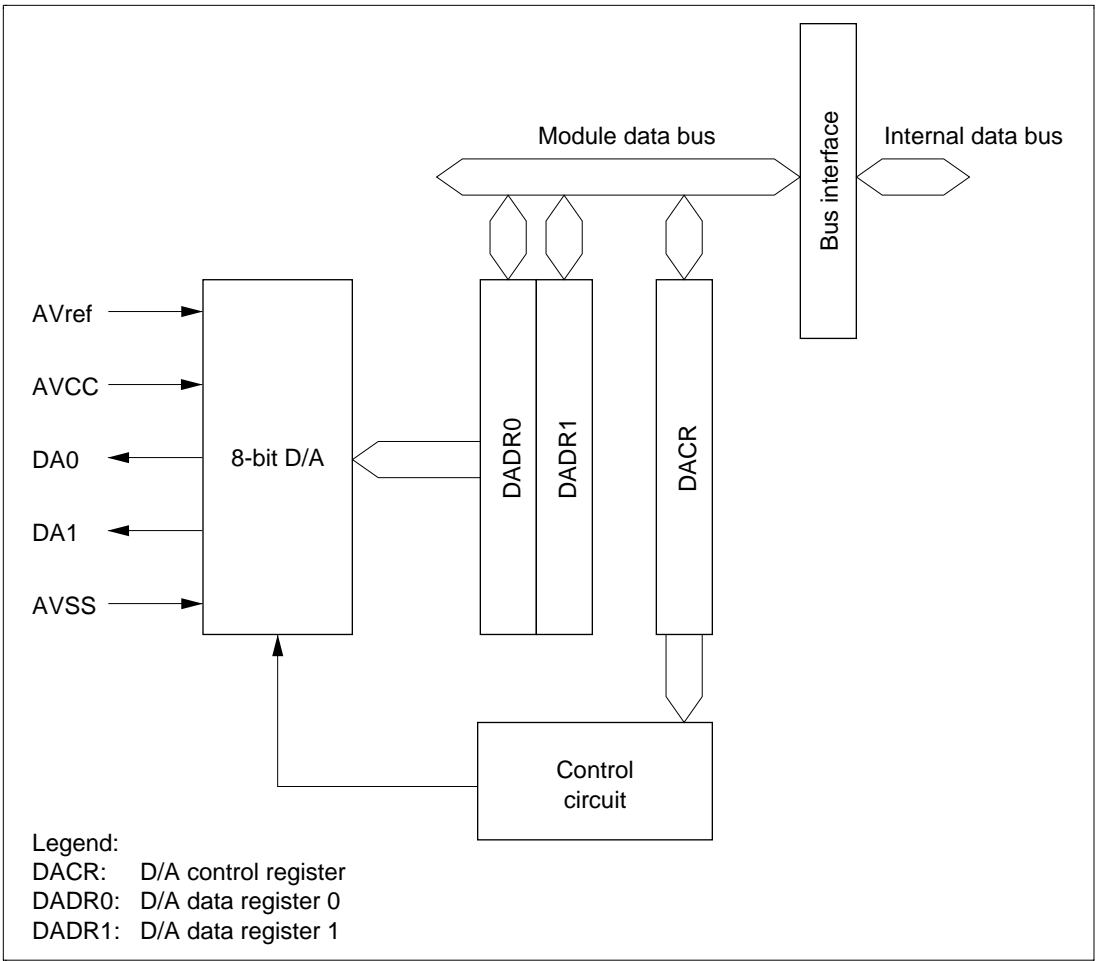 Module data bus
Internal data bus
Bus interface
AVref
AVCC
DA0
DA1
AVSS
8-bit D/A
DADR0
DADR1
DACR
Control
circuit
Legend:
DACR: D/A control register
DADR0: D/A data register 0
DADR1: D/A data register 1